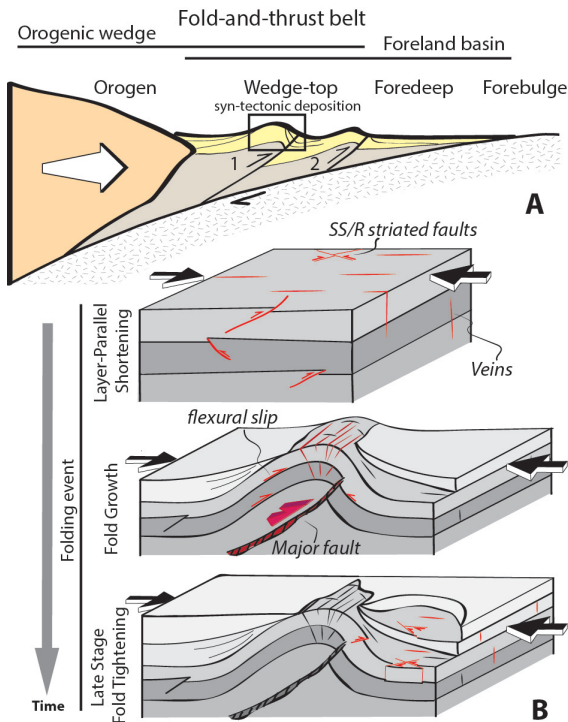 Fold-and-thrust belt
Orogenic wedge
Foreland basin
Orogen
Wedge-top
Foredeep
Forebulge
syn-tectonic deposition
1
2
A
SS/R striated faults
Layer-Parallel
Shortening
Veins
flexural slip
Folding event
Fold Growth
Major fault
Late Stage
Fold Tightening
Time
B